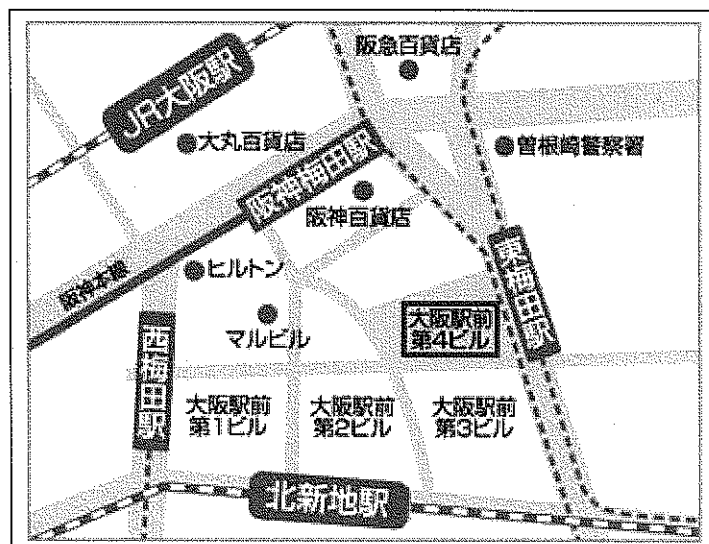 阪急百貨店
JR大阪駅
大丸百貨店
曽根崎警察署
阪神梅田駅
阪神百貨店
阪神本線
ヒルトン
東梅田駅
マルビル
大阪駅前
第4ビル
西梅田駅
大阪駅前
第1ビル
大阪駅前
第2ビル
大阪駅前
第3ビル
北新地駅